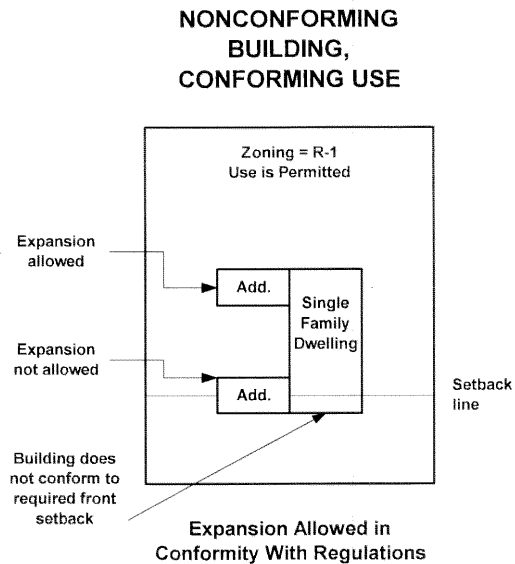 NONCONFORMING
BUILDING,
CONFORMING USE
Zoning = R-1
Use is Permitted
Expansion
allowed
Add.
Single
Family
Dwelling
Expansion
not allowed
Add.
Setback
line
Building does
not conform to
required front
setback
Expansion Allowed in
Conformity With Regulations